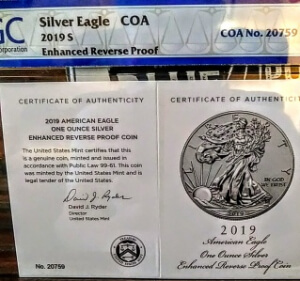 GC
Silver Eagle COA
2019 S
COA No. 20759
Enhanced Reverse Proof
CERTIFICATE OF AUTHENTICITY
2019 AMERICAN EAGLE
ONE OUNCE SILVER
ENHANCED REVERSE PROOF COIN
The United States Mint certifies that this
is a genuine coin, minted and issued in
accordance with Public Law 99-61. This coin
was minted by the United States Mint and is
legal tender of the United States.
David J. Ryder
David J. Ryder
Director
United States Mint
No. 20759
CERTIFICATE OF AUTHENTICITY
IN GOD
WE TRUST
2019
2019
American Eagle
One Ounce Silver
Enhanced Reverse Proof Coin